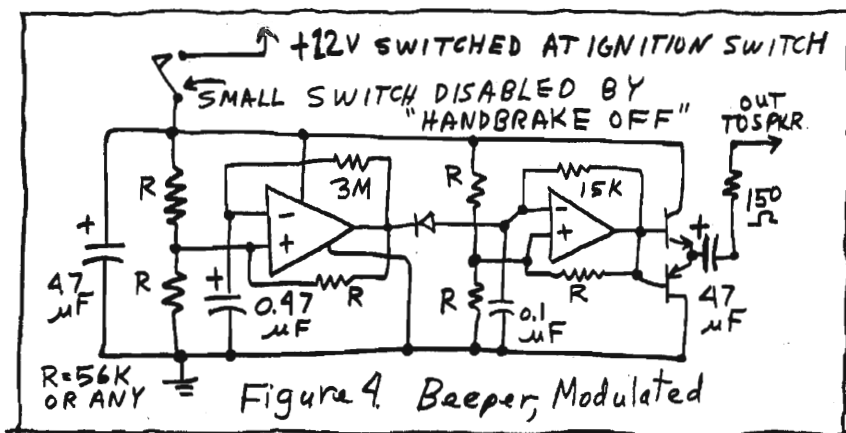 +12V SWITCHED AT IGNITION SWITCH
SMALL SWITCH DISABLED BY
"HANDBRAKE OFF"
OUT
TO SPKR.
R
3M
R
15K
150
Ω
+
-
+
-
+
+
47
μF
R
+
0.47
μF
R
R
0.1
μF
R
47
μF
R=56K
OR ANY
Figure 4. Beeper, Modulated